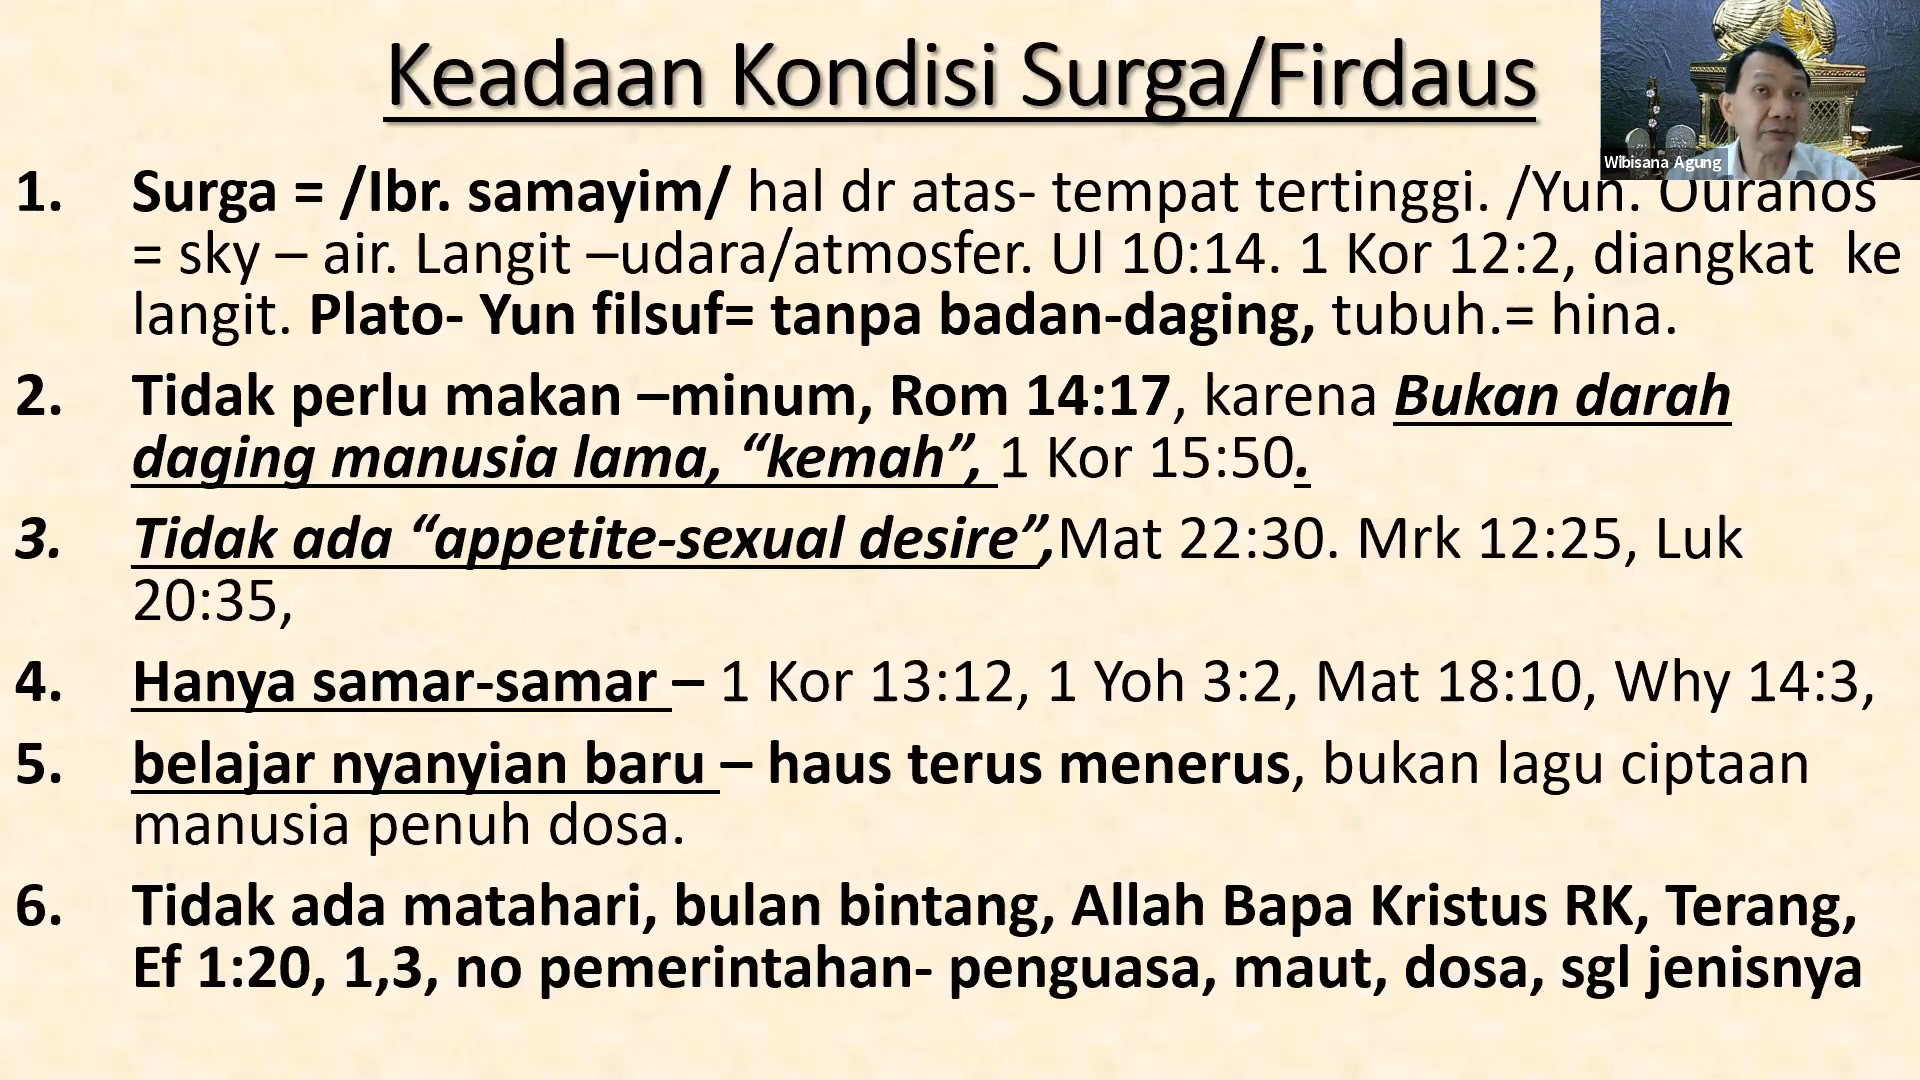 Keadaan Kondisi Surga/Firdaus
Wibisana Agung
1. Surga = /Ibr. samayim/ hal dr atas- tempat tertinggi. /Yun. Ouranos
= sky – air. Langit –udara/atmosfer. Ul 10:14. 1 Kor 12:2, diangkat  ke
langit. Plato- Yun filsuf= tanpa badan-daging, tubuh.= hina.
2. Tidak perlu makan –minum, Rom 14:17, karena Bukan darah
daging manusia lama, “kemah”, 1 Kor 15:50.
3. Tidak ada “appetite-sexual desire”,Mat 22:30. Mrk 12:25, Luk
20:35,
4. Hanya samar-samar – 1 Kor 13:12, 1 Yoh 3:2, Mat 18:10, Why 14:3,
5. belajar nyanyian baru – haus terus menerus, bukan lagu ciptaan
manusia penuh dosa.
6. Tidak ada matahari, bulan bintang, Allah Bapa Kristus RK, Terang,
Ef 1:20, 1,3, no pemerintahan- penguasa, maut, dosa, sgl jenisnya